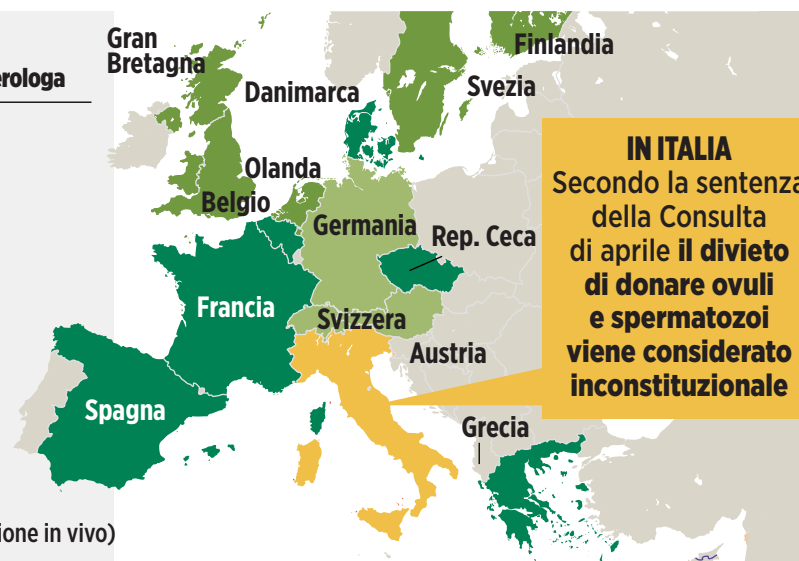 Gran
Bretagna
erologa
Finlandia
Danimarca
Svezia
Olanda
Belgio
Germania
Rep. Ceca
Francia
Svizzera
Austria
Spagna
Grecia
IN ITALIA
Secondo la sentenza
della Consulta
di aprile il divieto
di donare ovuli
e spermatozoi
viene considerato
inconstituzionale
ione in vivo)